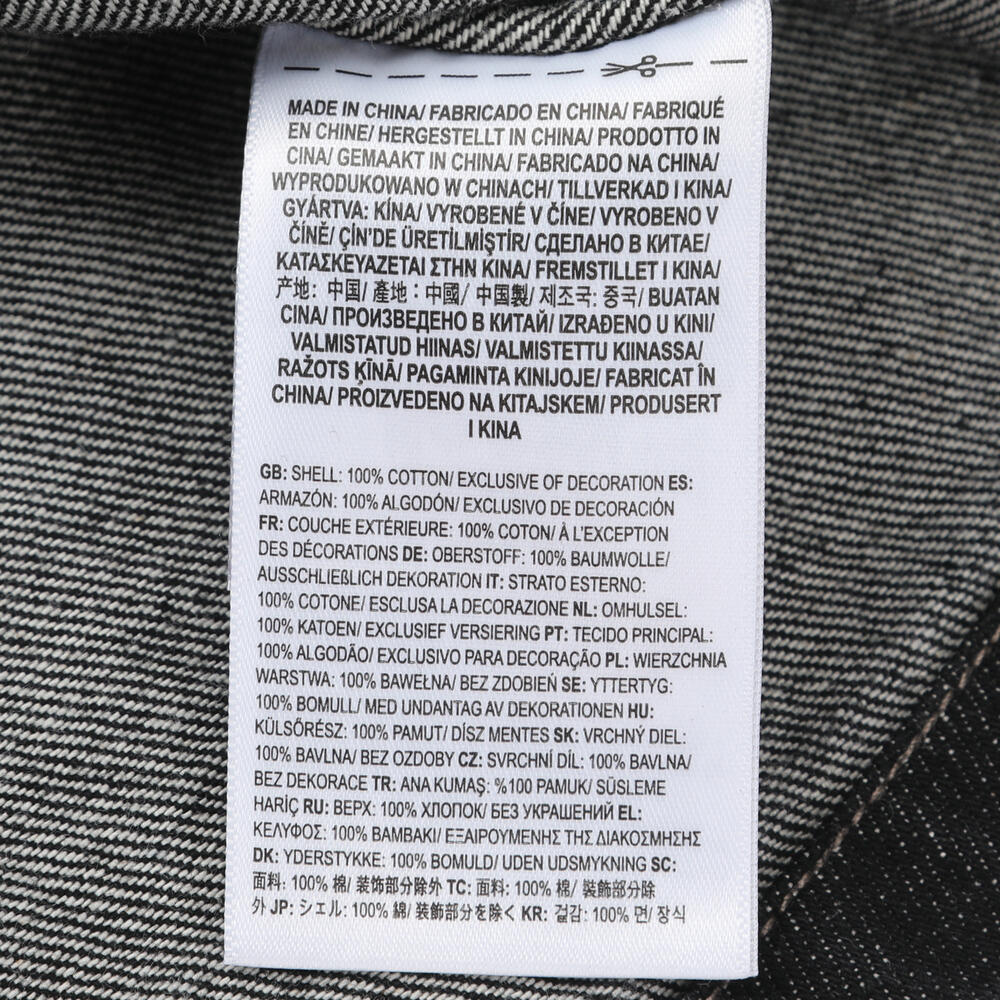 MADE IN CHINA/ FABRICADO EN CHINA/ FABRIQUÉ
EN CHINE/ HERGESTELLT IN CHINA/ PRODOTTO IN
CINA/ GEMAAKT IN CHINA/ FABRICADO NA CHINA/
WYPRODUKOWANO W CHINACH/ TILLVERKAD I KINA/
GYÁRTVA: KÍNA/ VYROBENÉ V ČÍNE/ VYROBENO V
ČÍNĚ/ ÇİN'DE ÜRETİLMİŞTİR/ СДЕЛАНО В КИТАЕ/
ΚΑΤΑΣΚΕΥΑΖΕΤΑΙ ΣΤΗΝ ΚΙΝΑ/ FREMSTILLET I KINA/
产地: 中国/ 產地：中國/ 中国製/ 제조국: 중국/ BUATAN
CINA/ ПРОИЗВЕДЕНО В КИТАЙ/ IZRAĐENO U KINI/
VALMISTATUD HIINAS/ VALMISTETTU KIINASSA/
RAŽOTS ĶĪNĀ/ PAGAMINTA KINIJOJE/ FABRICAT ÎN
CHINA/ PROIZVEDENO NA KITAJSKEM/ PRODUSERT
I KINA
GB: SHELL: 100% COTTON/ EXCLUSIVE OF DECORATION ES:
ARMAZÓN: 100% ALGODÓN/ EXCLUSIVO DE DECORACIÓN
FR: COUCHE EXTÉRIEURE: 100% COTON/ À L'EXCEPTION
DES DÉCORATIONS DE: OBERSTOFF: 100% BAUMWOLLE/
AUSSCHLIEßLICH DEKORATION IT: STRATO ESTERNO:
100% COTONE/ ESCLUSA LA DECORAZIONE NL: OMHULSEL:
100% KATOEN/ EXCLUSIEF VERSIERING PT: TECIDO PRINCIPAL:
100% ALGODÃO/ EXCLUSIVO PARA DECORAÇÃO PL: WIERZCHNIA
WARSTWA: 100% BAWEŁNA/ BEZ ZDOBIEŃ SE: YTTERTYG:
100% BOMULL/ MED UNDANTAG AV DEKORATIONEN HU:
KÜLSŐRÉSZ: 100% PAMUT/ DÍSZ MENTES SK: VRCHNÝ DIEL:
100% BAVLNA/ BEZ OZDOBY CZ: SVRCHNÍ DÍL: 100% BAVLNA/
BEZ DEKORACE TR: ANA KUMAŞ: %100 PAMUK/ SÜSLEME
HARİÇ RU: ВЕРХ: 100% ХЛОПОК/ БЕЗ УКРАШЕНИЙ EL:
ΚΕΛΥΦΟΣ: 100% ΒΑΜΒΑΚΙ/ ΕΞΑΙΡΟΥΜΕΝΗΣ ΤΗΣ ΔΙΑΚΟΣΜΗΣΗΣ
DK: YDERSTYKKE: 100% BOMULD/ UDEN UDSMYKNING SC:
面料: 100% 棉/ 装饰部分除外 TC: 面料: 100% 棉/ 裝飾部分除
外 JP: シェル: 100% 綿/ 装飾部分を除く KR: 겉감: 100% 면/ 장식